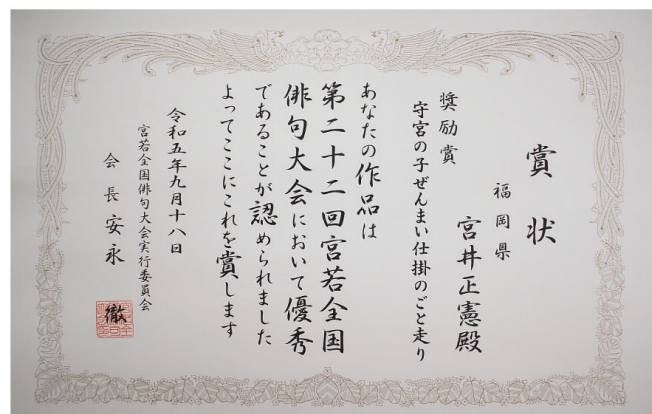 賞状
福岡県
宮井正憲殿
奨励賞
守宮の子ぜんまい仕掛のごと走り
あなたの作品は
第二十二回宮若全国
俳句大会において優秀
であることが認められました
よってここにこれを賞します
令和五年九月十八日
宮若全国俳句大会実行委員会
会長安永徹